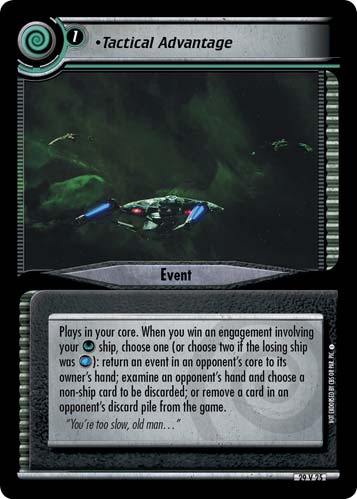 1
•Tactical Advantage
Event
Plays in your core. When you win an engagement involving
your ship, choose one (or choose two if the losing ship
was ): return an event in an opponent's core to its
owner's hand; examine an opponent's hand and choose a
non-ship card to be discarded; or remove a card in an
opponent's discard pile from the game.
"You're too slow, old man…"
29 V 25